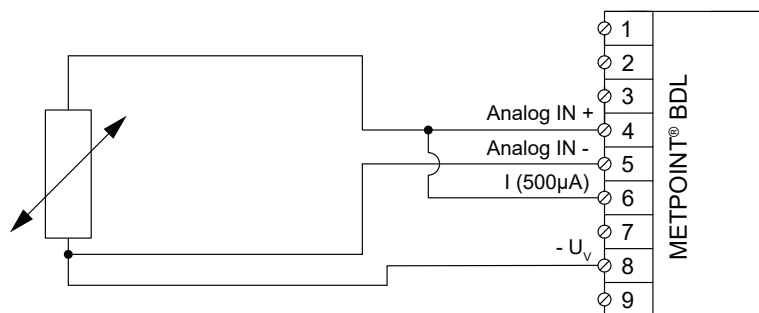 1
2
3
Analog IN + 4
Analog IN - 5
I (500µA) 6
7
- Uᵥ 8
9
METPOINT® BDL